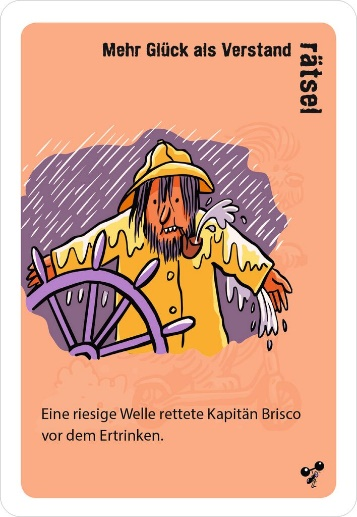 Mehr Glück als Verstand
rätsel
Eine riesige Welle rettete Kapitän Brisco
vor dem Ertrinken.